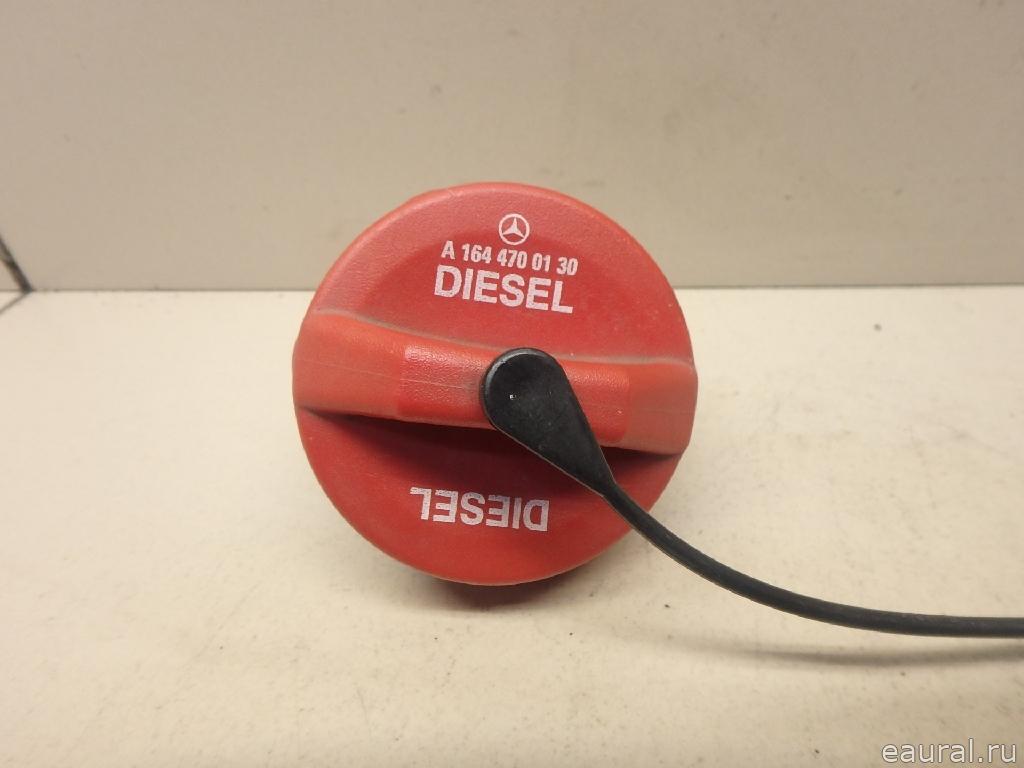 A 164 470 01 30
DIESEL
DIESEL
eaural.ru